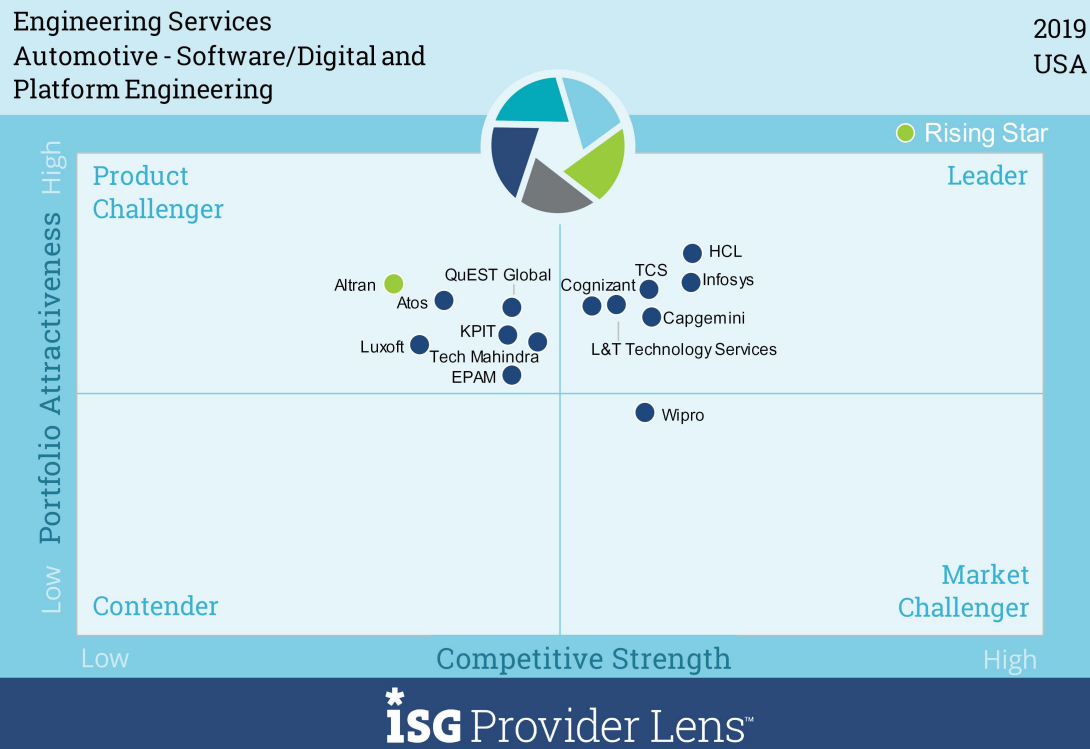 Engineering Services
Automotive - Software/Digital and
Platform Engineering
2019
USA
Rising Star
High
Portfolio Attractiveness
Low
Product
Challenger
Leader
HCL
TCS
QuEST Global
Infosys
Altran
Cognizant
Atos
Capgemini
KPIT
Luxoft
L&T Technology Services
Tech Mahindra
EPAM
Wipro
Contender
Market
Challenger
Low
Competitive Strength
High
ISG Provider Lens™